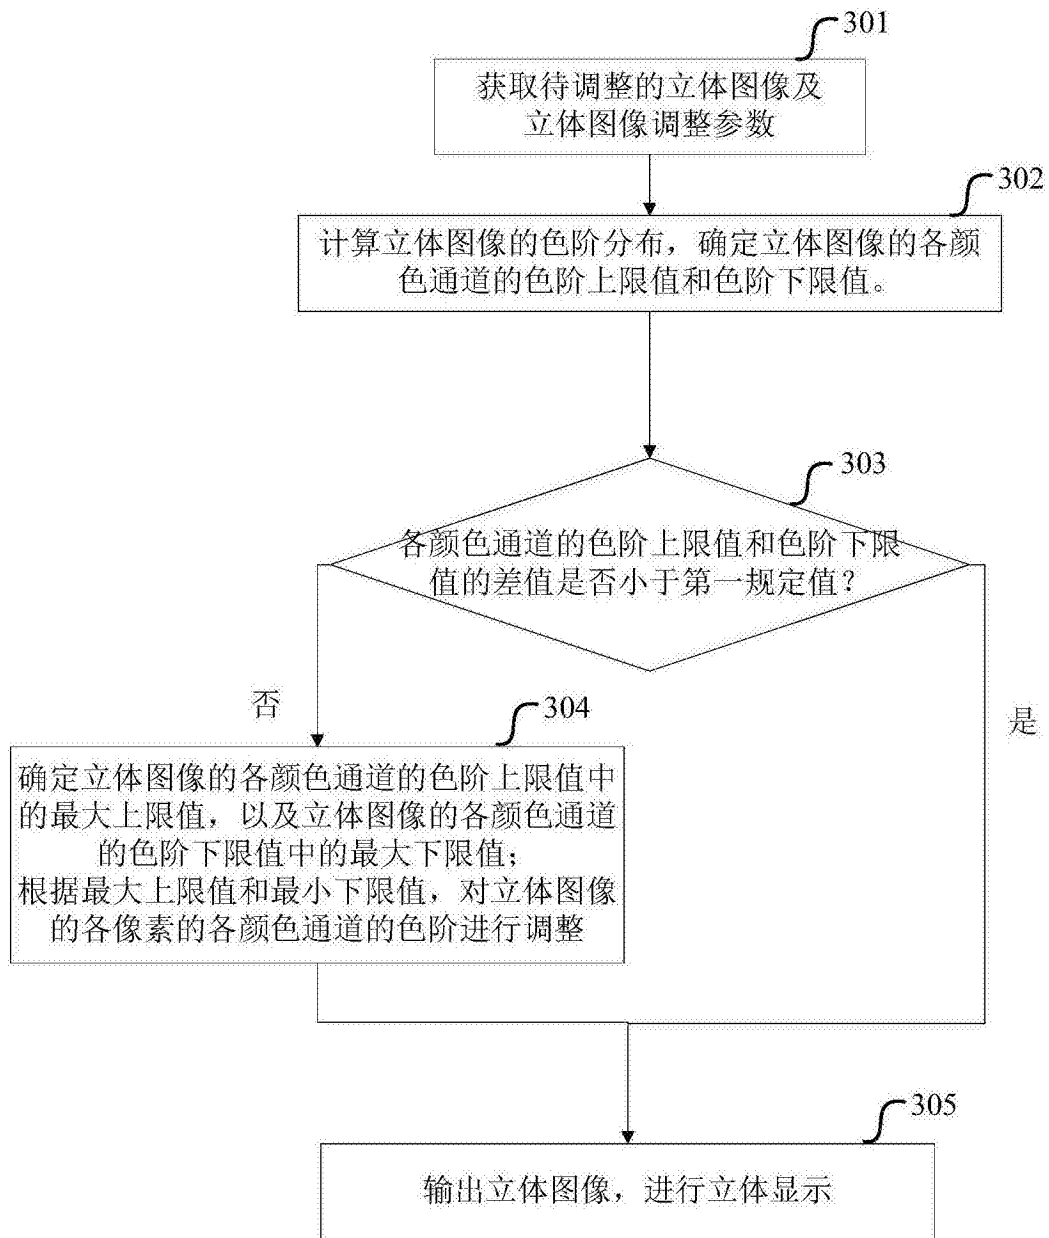 301
获取待调整的立体图像及
立体图像调整参数
302
计算立体图像的色阶分布，确定立体图像的各颜
色通道的色阶上限值和色阶下限值。
303
各颜色通道的色阶上限值和色阶下限
值的差值是否小于第一规定值？
否
是
304
确定立体图像的各颜色通道的色阶上限值中
的最大上限值，以及立体图像的各颜色通道
的色阶下限值中的最大下限值；
根据最大上限值和最小下限值，对立体图像
的各像素的各颜色通道的色阶进行调整
305
输出立体图像，进行立体显示